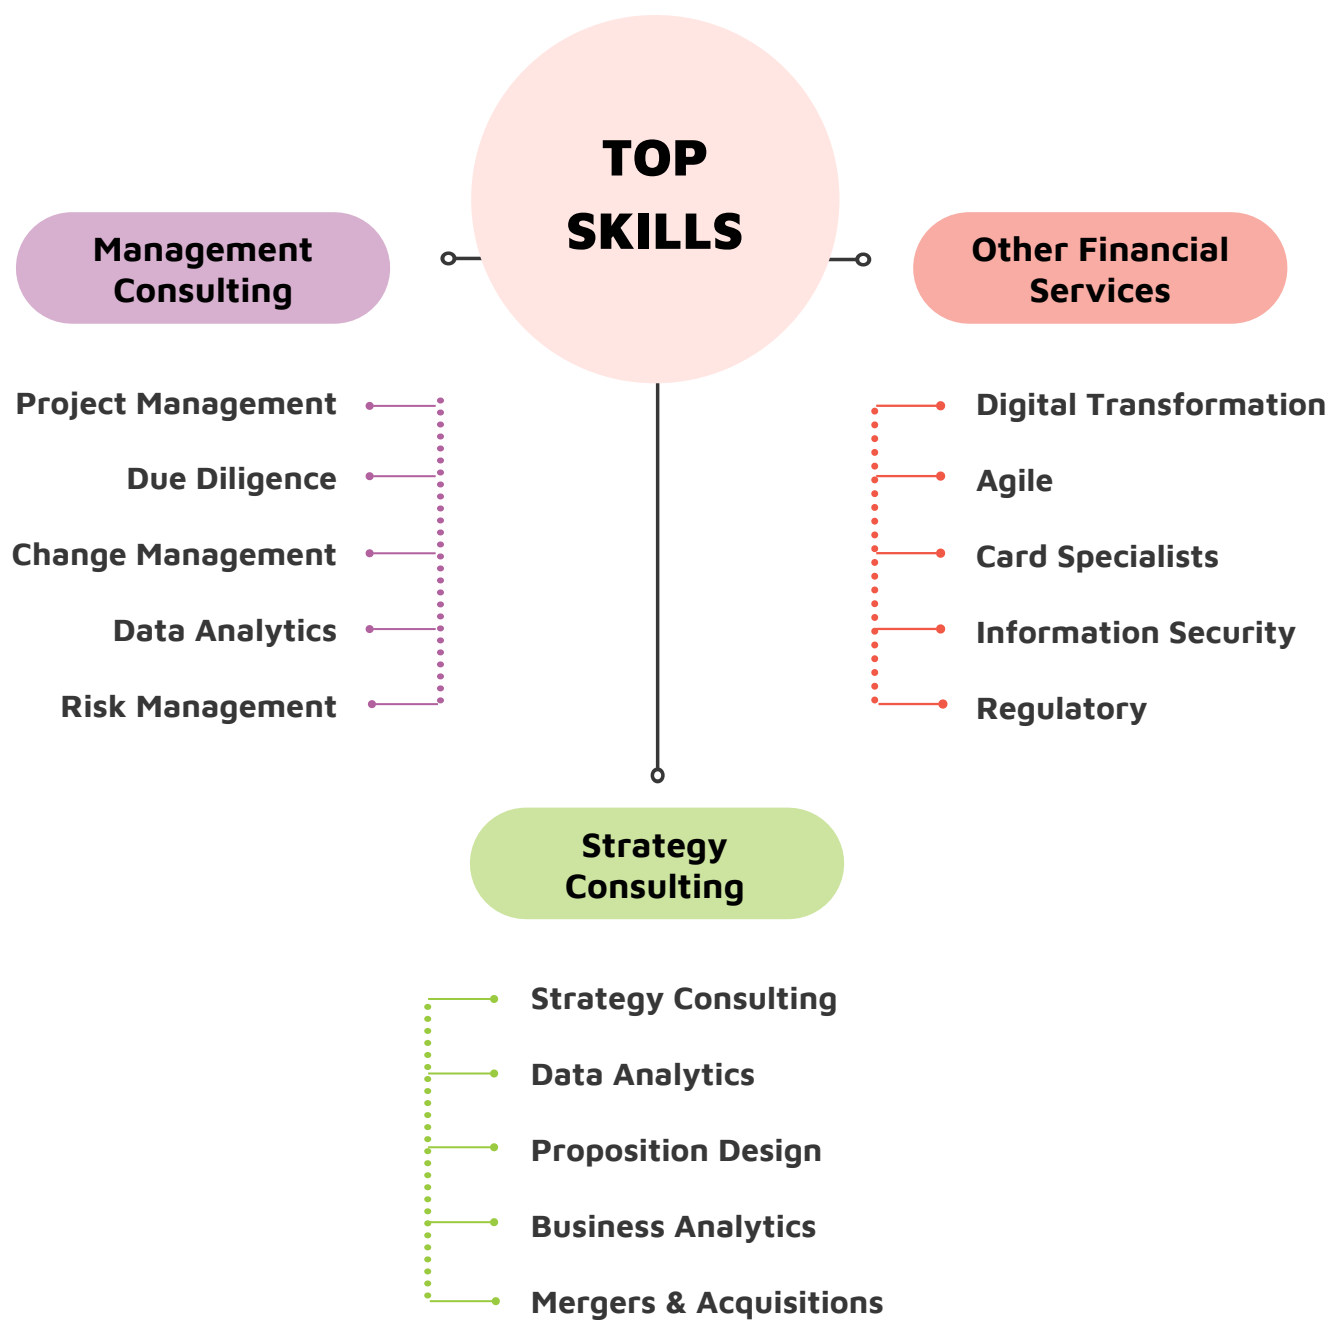 TOP
SKILLS
Management
Consulting
Project Management
Due Diligence
Change Management
Data Analytics
Risk Management
Other Financial
Services
Digital Transformation
Agile
Card Specialists
Information Security
Regulatory
Strategy
Consulting
Strategy Consulting
Data Analytics
Proposition Design
Business Analytics
Mergers & Acquisitions